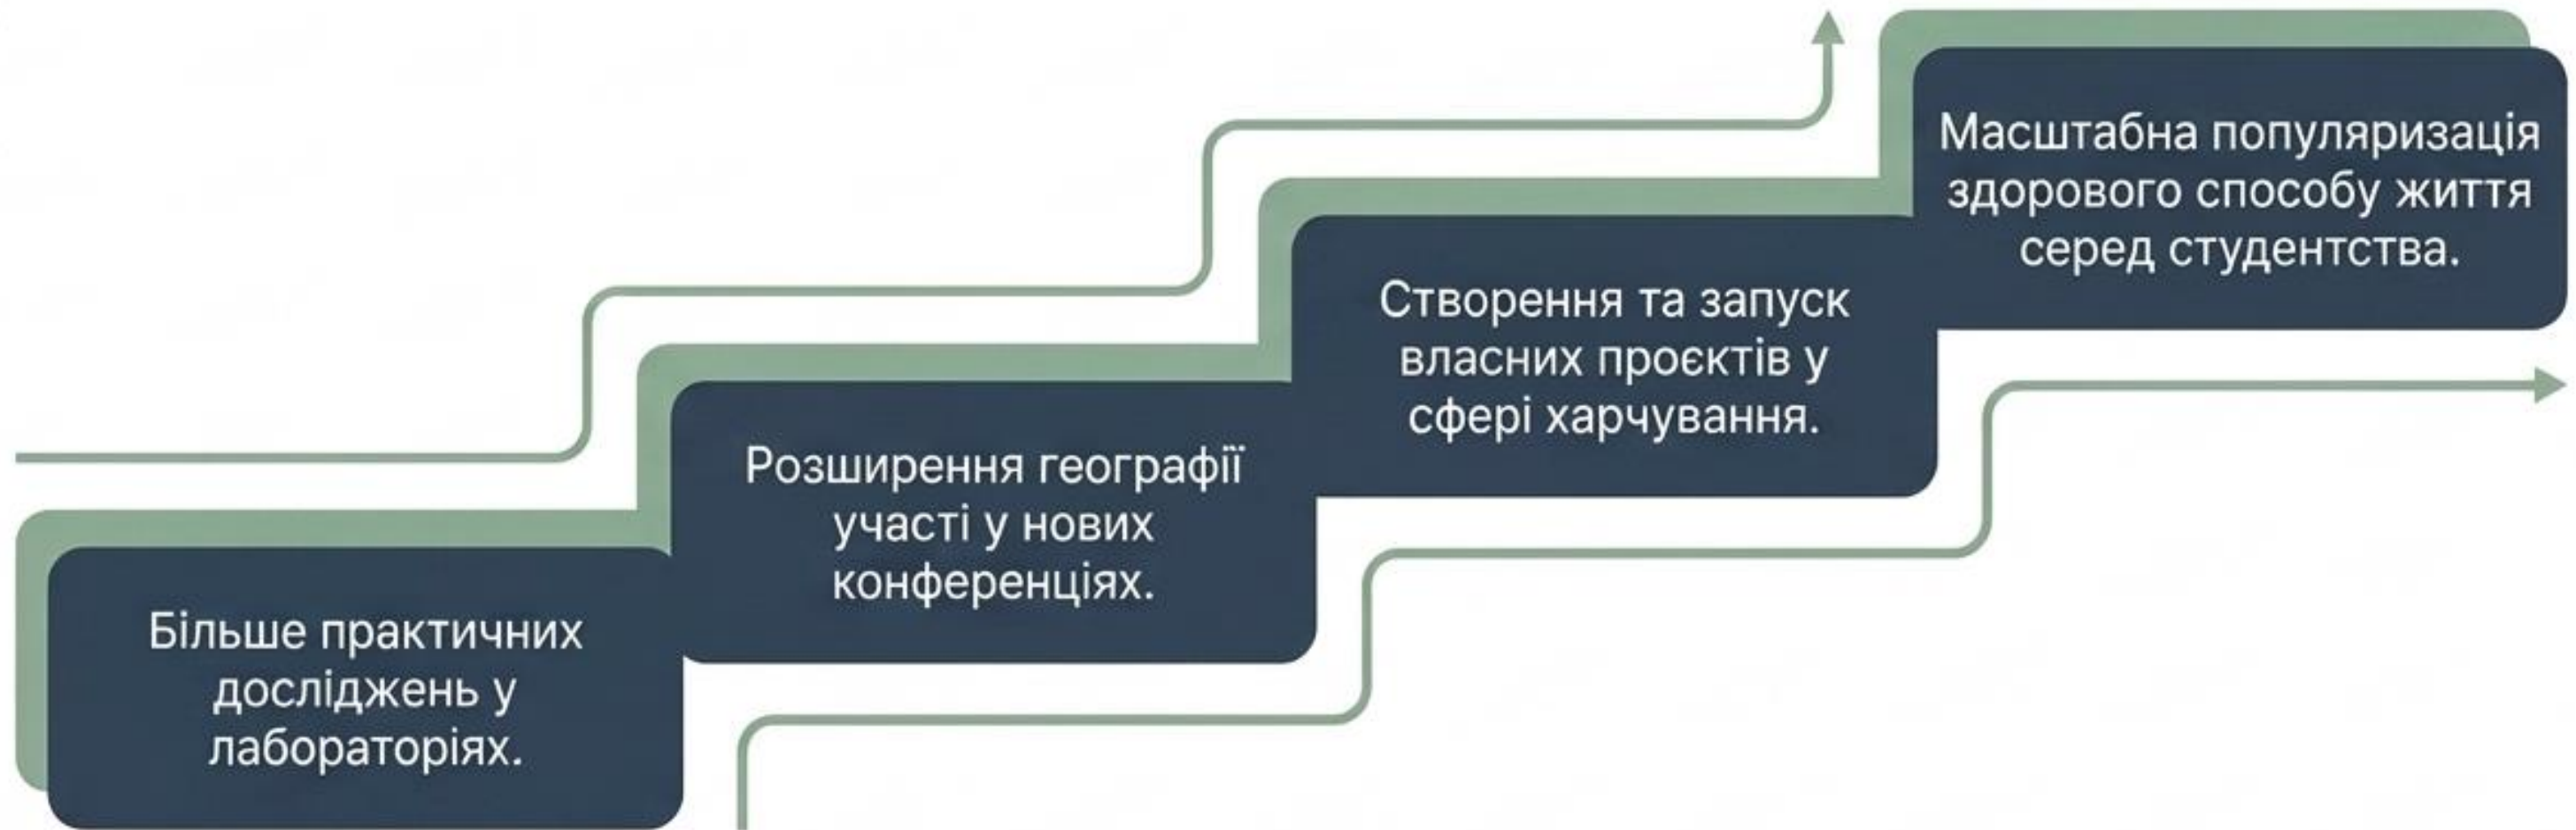 Більше практичних
досліджень у
лабораторіях.
Розширення географії
участі у нових
конференціях.
Створення та запуск
власних проєктів у
сфері харчування.
Масштабна популяризація
здорового способу життя
серед студентства.